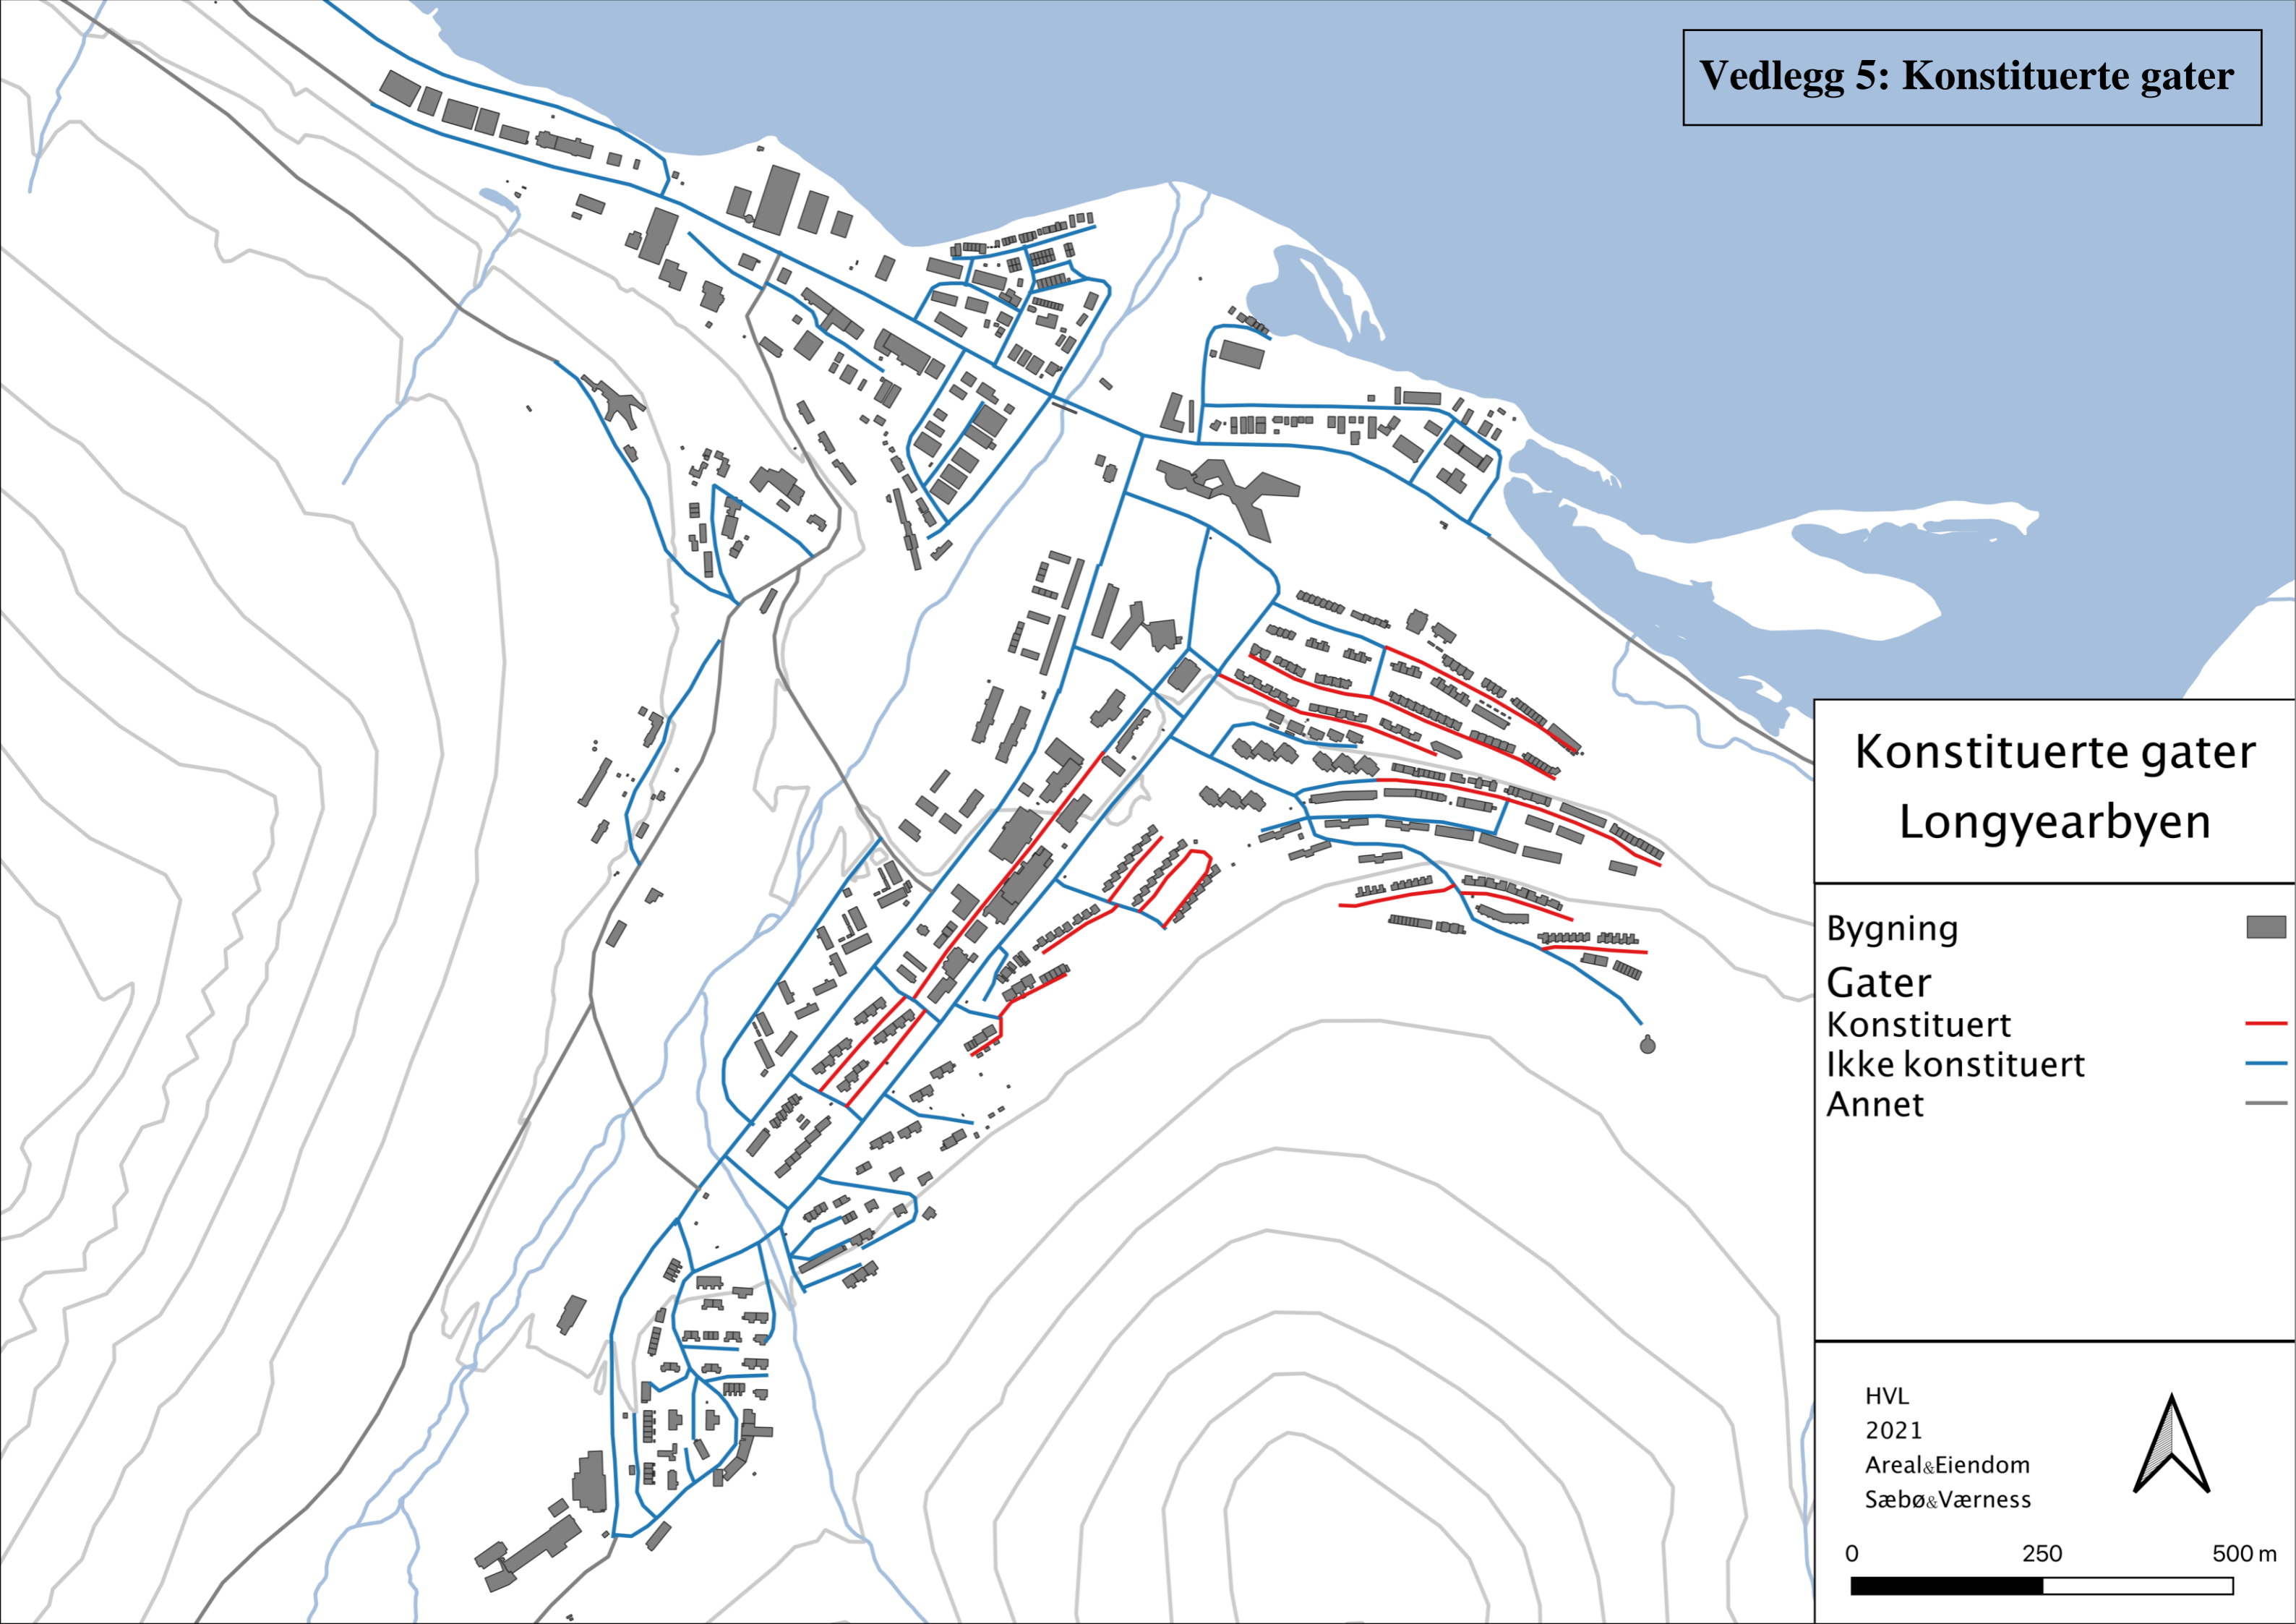 Vedlegg 5: Konstituerte gater
Konstituerte gater
Longyearbyen
Bygning
Gater
Konstituert
Ikke konstituert
Annet
HVL
2021
Areal&Eiendom
Sæbø&Værness
0 250 500 m